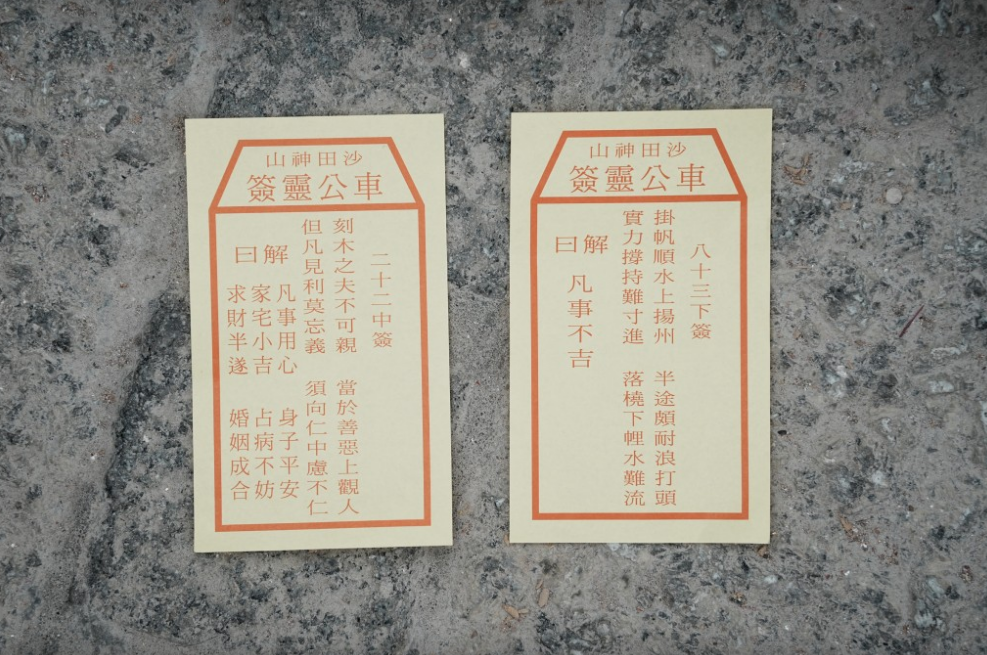 沙田神山
車公靈簽
二十二中簽
刻木之夫不可親 當於善惡上觀人
但凡見利莫忘義 須向仁中慮不仁
解曰
凡事用心 身子平安
家宅小吉 占病不妨
求財半遂 婚姻成合
沙田神山
車公靈簽
八十三下簽
掛帆順水上揚州 半途頗耐浪打頭
實力撐持難寸進 落橈下浬水難流
解曰
凡事不吉